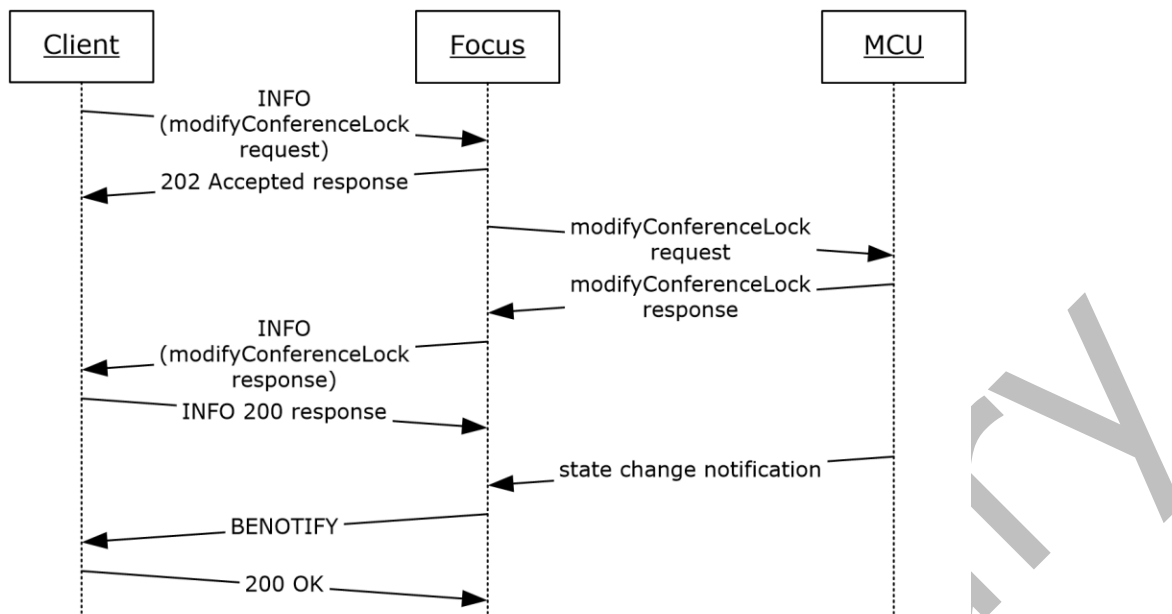 Client
Focus
MCU
INFO
(modifyConferenceLock
request)
202 Accepted response
modifyConferenceLock
request
modifyConferenceLock
response
INFO
(modifyConferenceLock
response)
INFO 200 response
state change notification
BENOTIFY
200 OK
ry